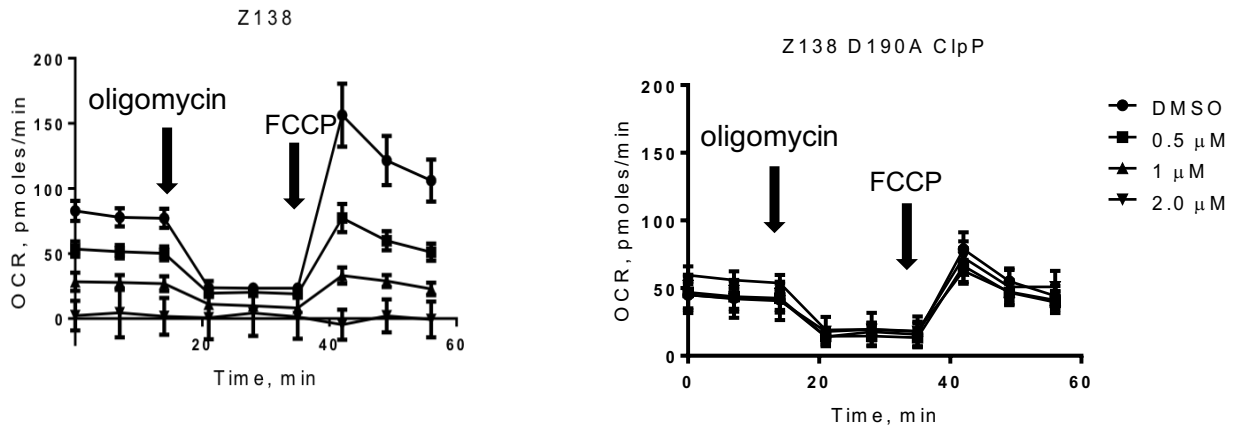 Z138
200
150
100
50
0
OCR, pmoles/min
oligomycin
FCCP
20
40
60
Time, min
Z138 D190A ClpP
200
150
100
50
0
OCR, pmoles/min
oligomycin
FCCP
0
20
40
60
Time, min
DMSO
0.5 μM
1 μM
2.0 μM